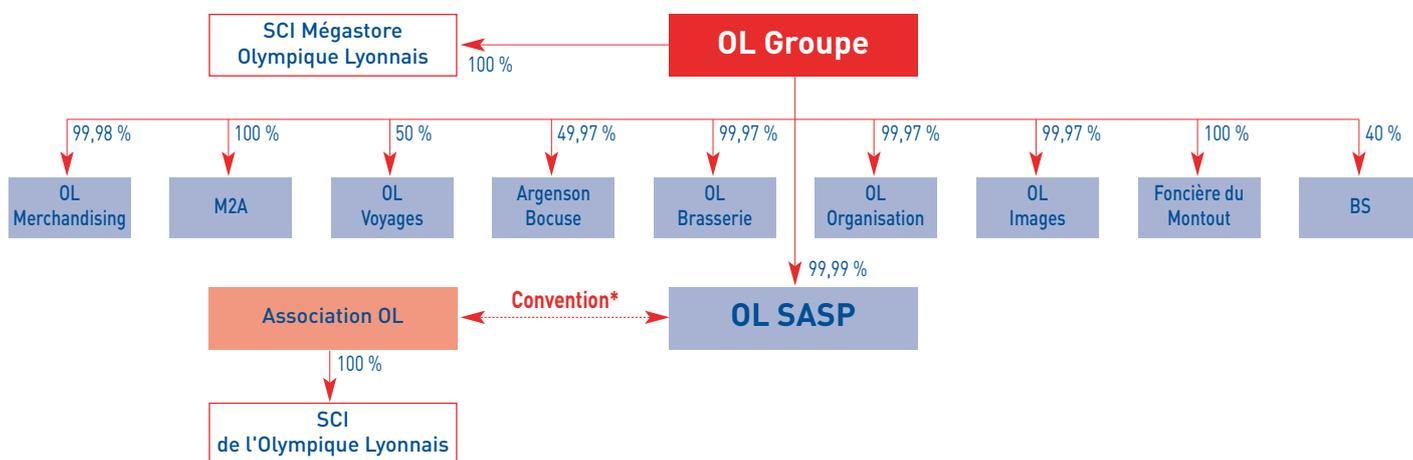 SCI Mégastore
Olympique Lyonnais
OL Groupe
100 %
99,98 %
100 %
50 %
49,97 %
99,97 %
99,97 %
99,97 %
100 %
40 %
OL
Merchandising
M2A
OL
Voyages
Argenson
Bocuse
OL
Brasserie
OL
Organisation
OL
Images
Foncière du
Montout
BS
99,99 %
Association OL
Convention*
OL SASP
100 %
SCI
de l'Olympique Lyonnais